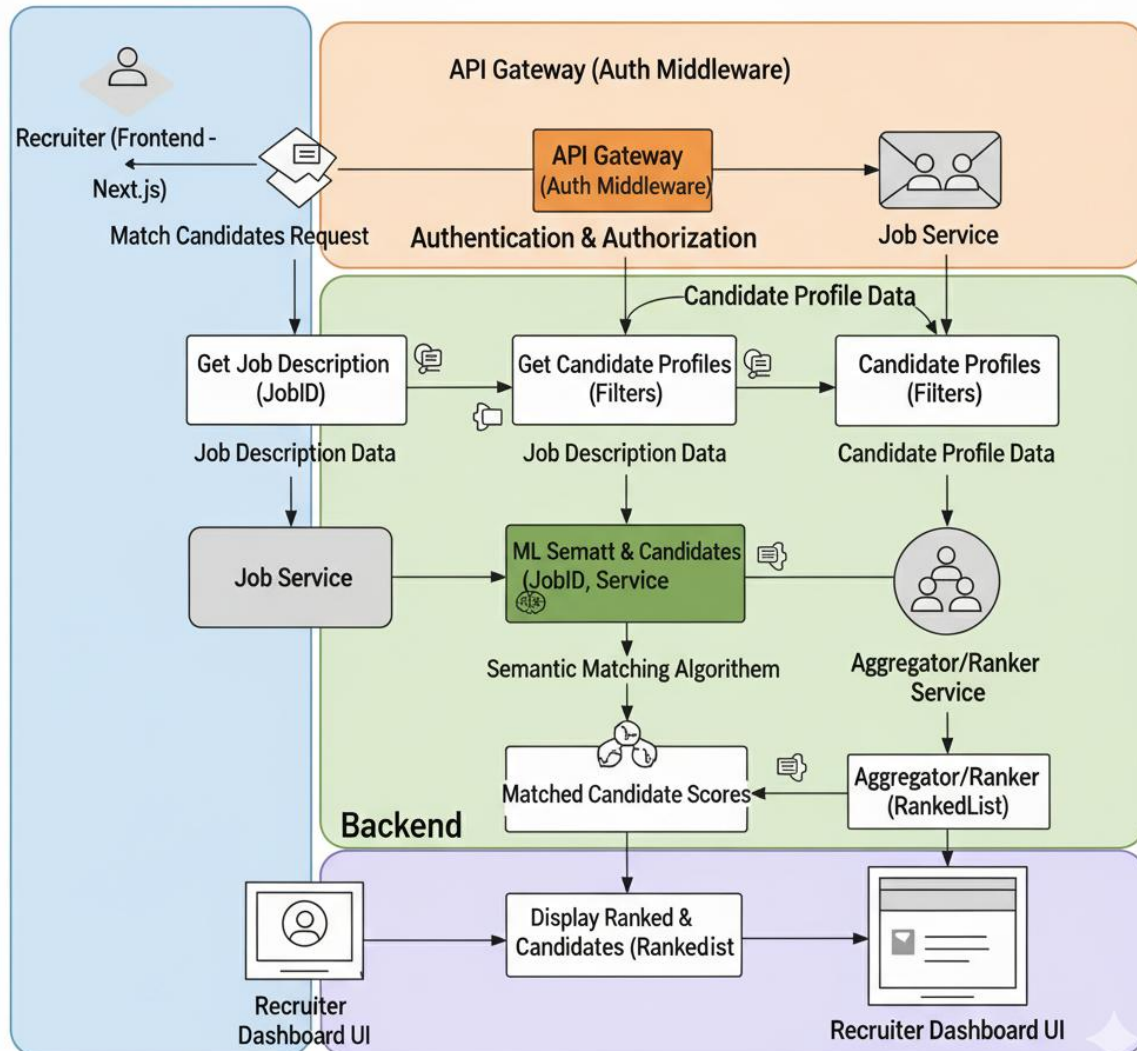 API Gateway (Auth Middleware)
Recruiter (Frontend -
Next.js)
Match Candidates Request
API Gateway
(Auth Middleware)
Authentication & Authorization
Job Service
Candidate Profile Data
Get Job Description
(JobID)
Get Candidate Profiles
(Filters)
Candidate Profiles
(Filters)
Job Description Data
Job Description Data
Candidate Profile Data
Job Service
ML Sematt & Candidates
(JobID, Service
Semantic Matching Algorithem
Aggregator/Ranker
Service
Matched Candidate Scores
Aggregator/Ranker
(RankedList)
Backend
Display Ranked &
Candidates (Rankedist
Recruiter
Dashboard UI
Recruiter Dashboard UI